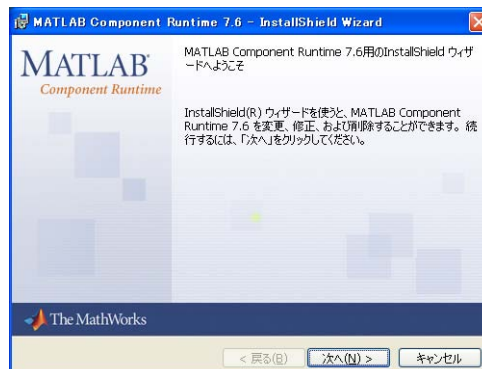 MATLAB Component Runtime 7.6 - InstallShield Wizard
MATLAB
Component Runtime
MATLAB Component Runtime 7.6用のInstallShield ウィザ
ードへようこそ
InstallShield(R) ウィザードを使うと、MATLAB Component
Runtime 7.6 を変更、修正、および削除することができます。続
行するには、「次へ」をクリックしてください。
The MathWorks
< 戻る(B)
次へ(N) >
キャンセル